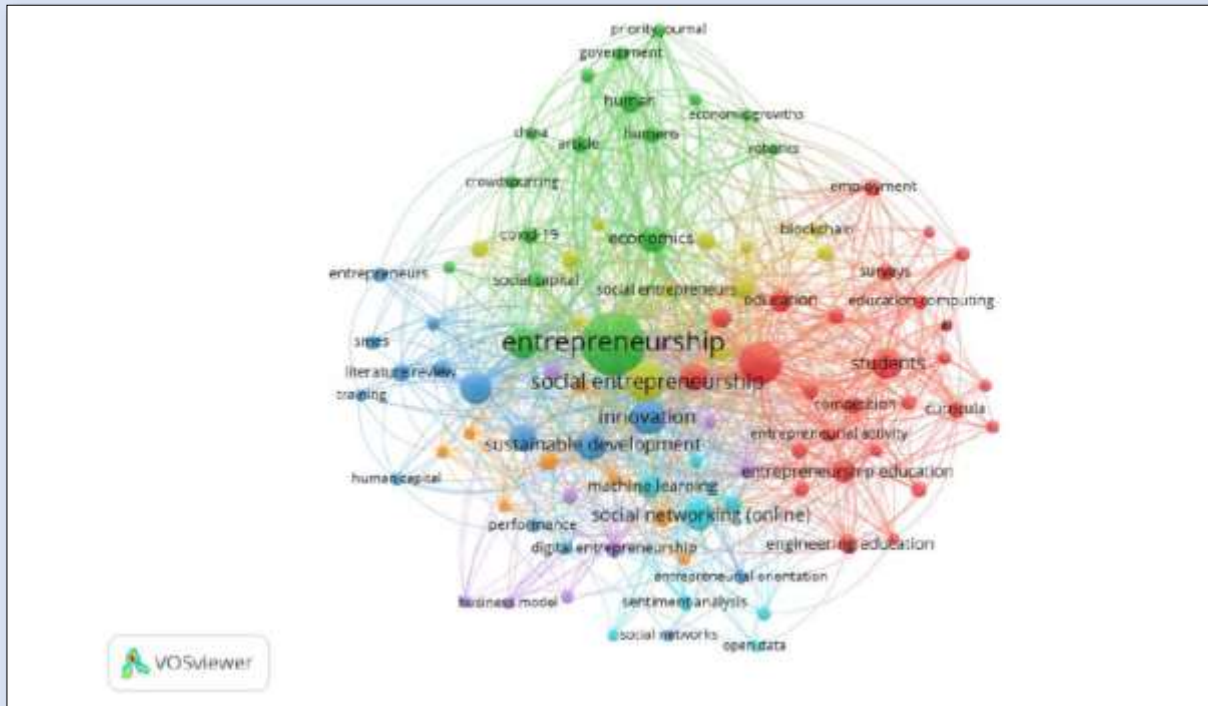 priority journal
government
human
economic growths
china
article
humans
robotics
crowdsourcing
employment
covid-19
economics
blockchain
entrepreneurs
social capital
social entrepreneurs
surveys
education
education computing
smes
entrepreneurship
literature review
social entrepreneurship
students
training
innovation
competition
curricula
sustainable development
entrepreneurial activity
human capital
machine learning
entrepreneurship education
performance
social networking (online)
digital entrepreneurship
engineering education
entrepreneurial orientation
business model
sentiment analysis
social networks
open data
VOSviewer